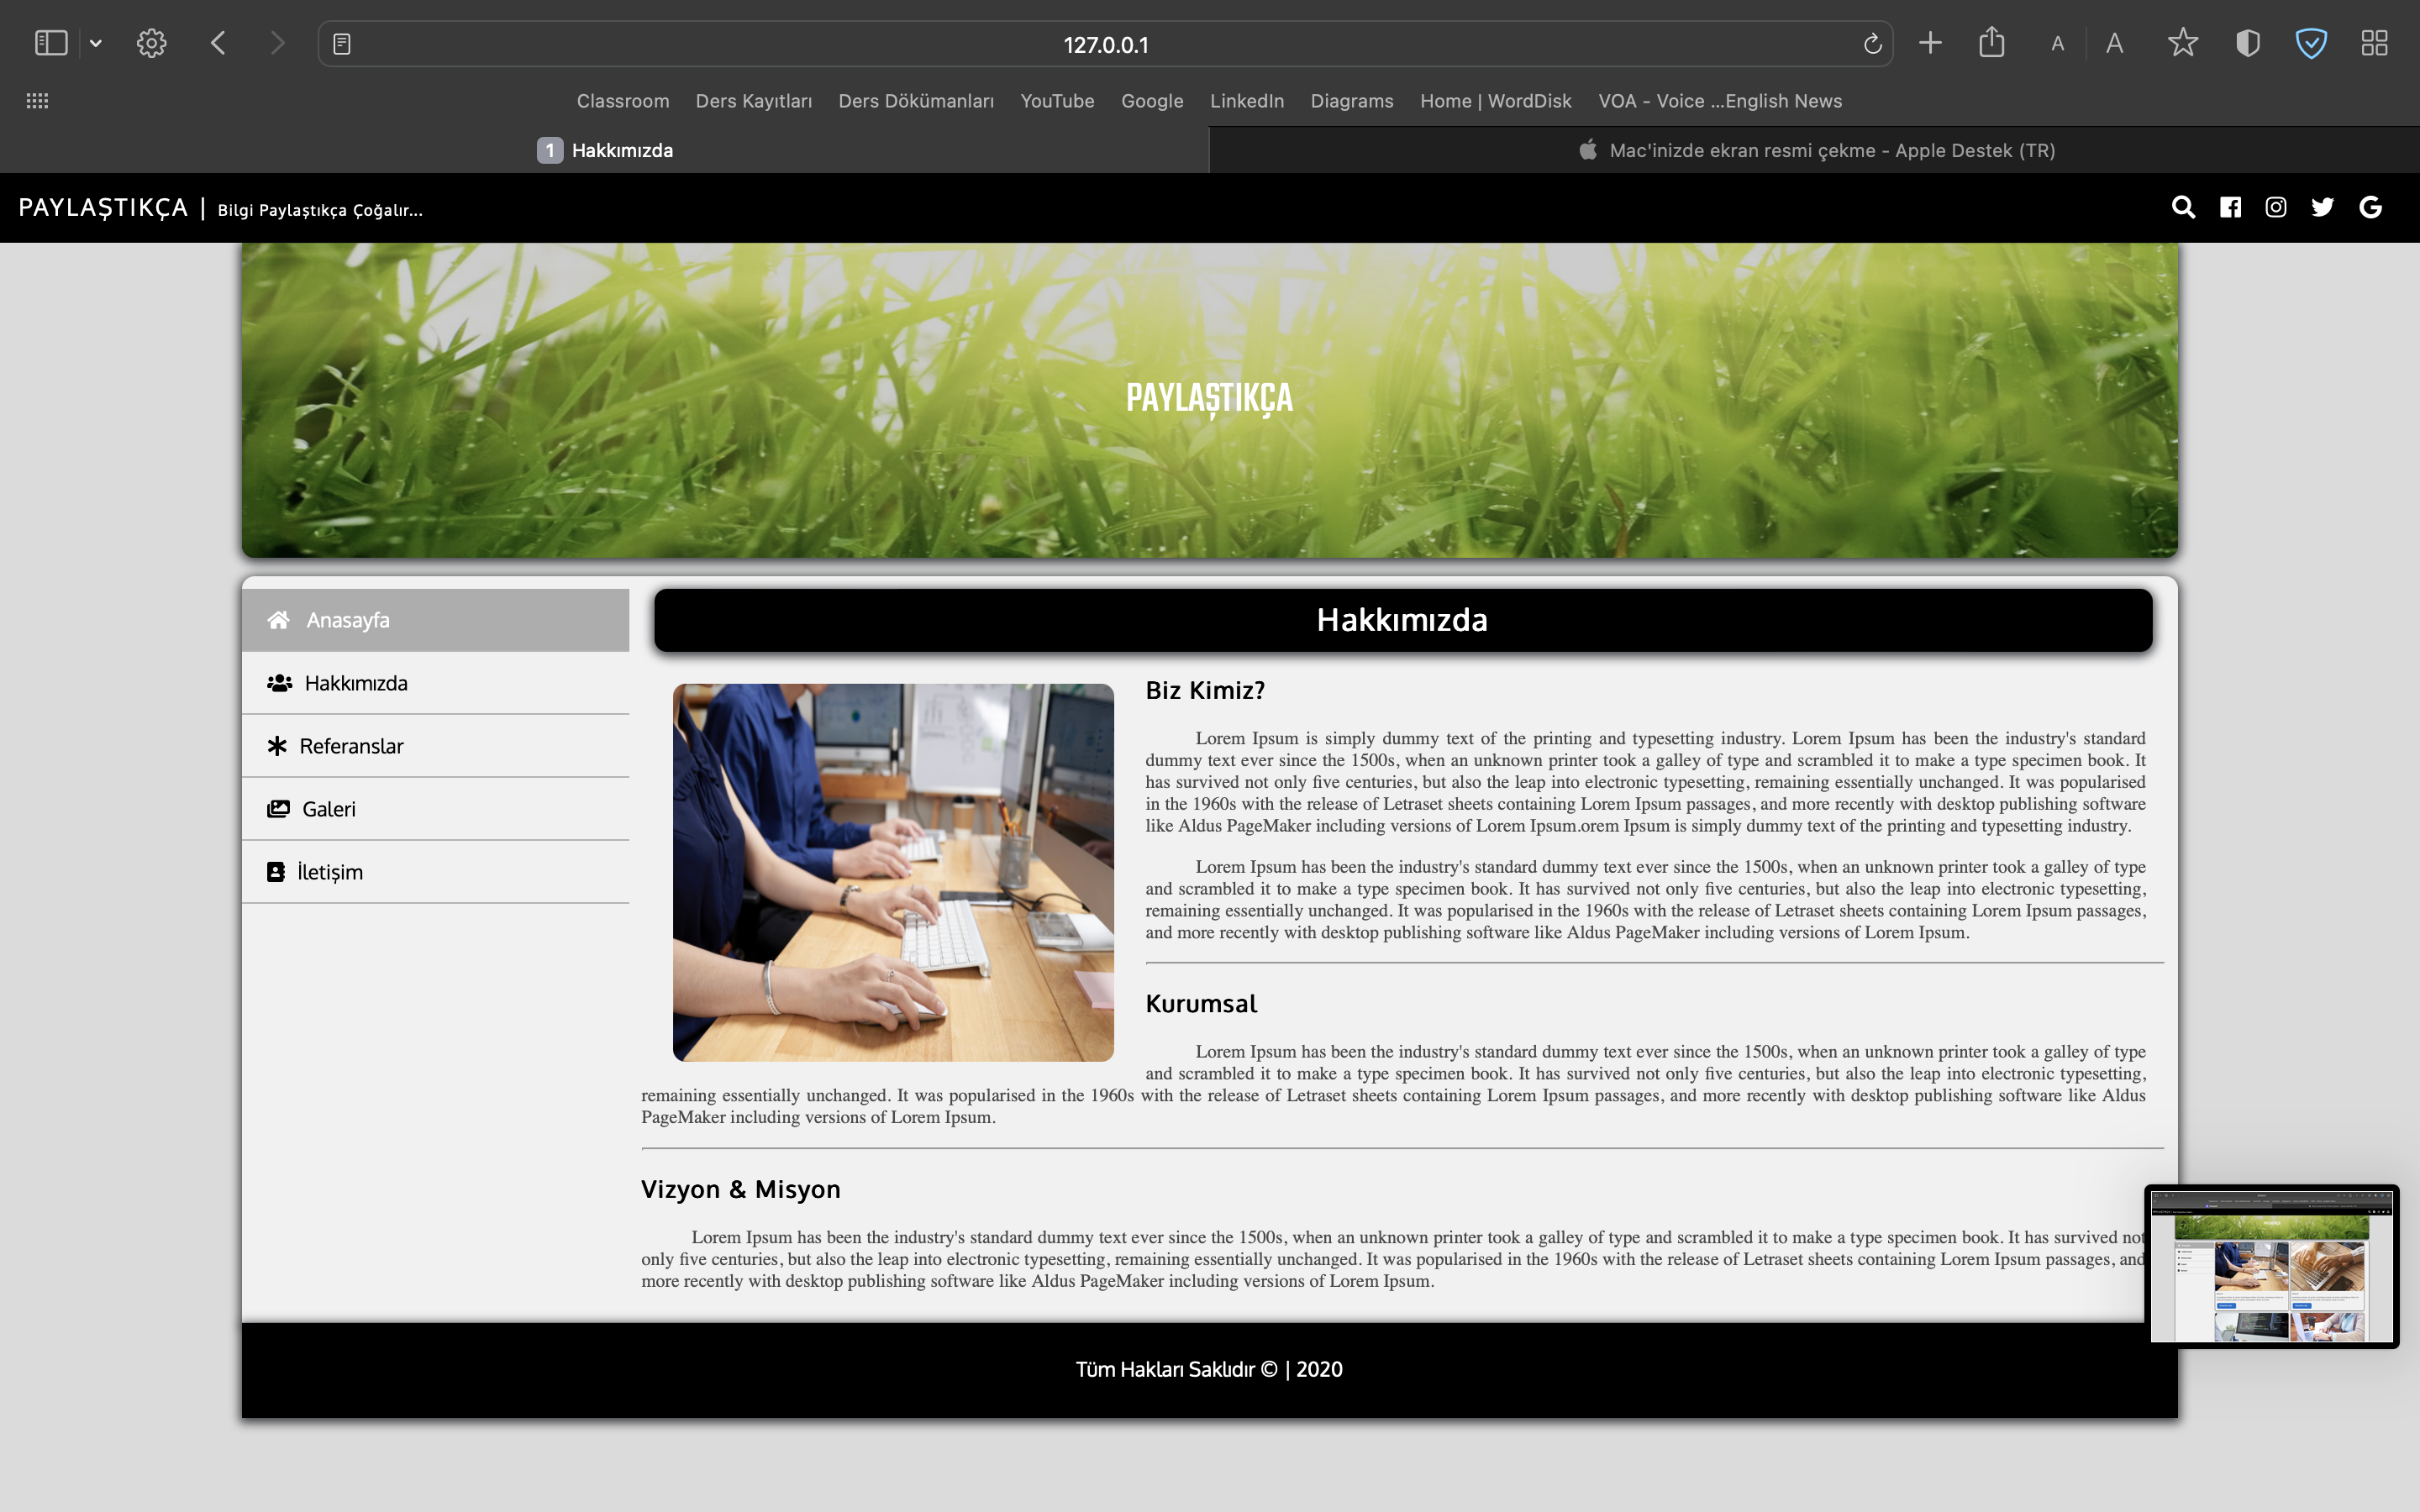 127.0.0.1
A A
Classroom Ders Kayıtları Ders Dökümanları YouTube Google LinkedIn Diagrams Home | WordDisk VOA - Voice ...English News
1 Hakkımızda
Mac'inizde ekran resmi çekme - Apple Destek (TR)
PAYLAŞTIKÇA | Bilgi Paylaştıkça Çoğalır...
PAYLAŞTIKÇA
Anasayfa
Hakkımızda
Referanslar
Galeri
İletişim
Hakkımızda
Biz Kimiz?
Lorem Ipsum is simply dummy text of the printing and typesetting industry. Lorem Ipsum has been the industry's standard
dummy text ever since the 1500s, when an unknown printer took a galley of type and scrambled it to make a type specimen book. It
has survived not only five centuries, but also the leap into electronic typesetting, remaining essentially unchanged. It was popularised
in the 1960s with the release of Letraset sheets containing Lorem Ipsum passages, and more recently with desktop publishing software
like Aldus PageMaker including versions of Lorem Ipsum.orem Ipsum is simply dummy text of the printing and typesetting industry.
Lorem Ipsum has been the industry's standard dummy text ever since the 1500s, when an unknown printer took a galley of type
and scrambled it to make a type specimen book. It has survived not only five centuries, but also the leap into electronic typesetting,
remaining essentially unchanged. It was popularised in the 1960s with the release of Letraset sheets containing Lorem Ipsum passages,
and more recently with desktop publishing software like Aldus PageMaker including versions of Lorem Ipsum.
Kurumsal
Lorem Ipsum has been the industry's standard dummy text ever since the 1500s, when an unknown printer took a galley of type
and scrambled it to make a type specimen book. It has survived not only five centuries, but also the leap into electronic typesetting,
remaining essentially unchanged. It was popularised in the 1960s with the release of Letraset sheets containing Lorem Ipsum passages, and more recently with desktop publishing software like Aldus
PageMaker including versions of Lorem Ipsum.
Vizyon & Misyon
Lorem Ipsum has been the industry's standard dummy text ever since the 1500s, when an unknown printer took a galley of type and scrambled it to make a type specimen book. It has survived not
only five centuries, but also the leap into electronic typesetting, remaining essentially unchanged. It was popularised in the 1960s with the release of Letraset sheets containing Lorem Ipsum passages, and
more recently with desktop publishing software like Aldus PageMaker including versions of Lorem Ipsum.
Tüm Hakları Saklıdır © | 2020